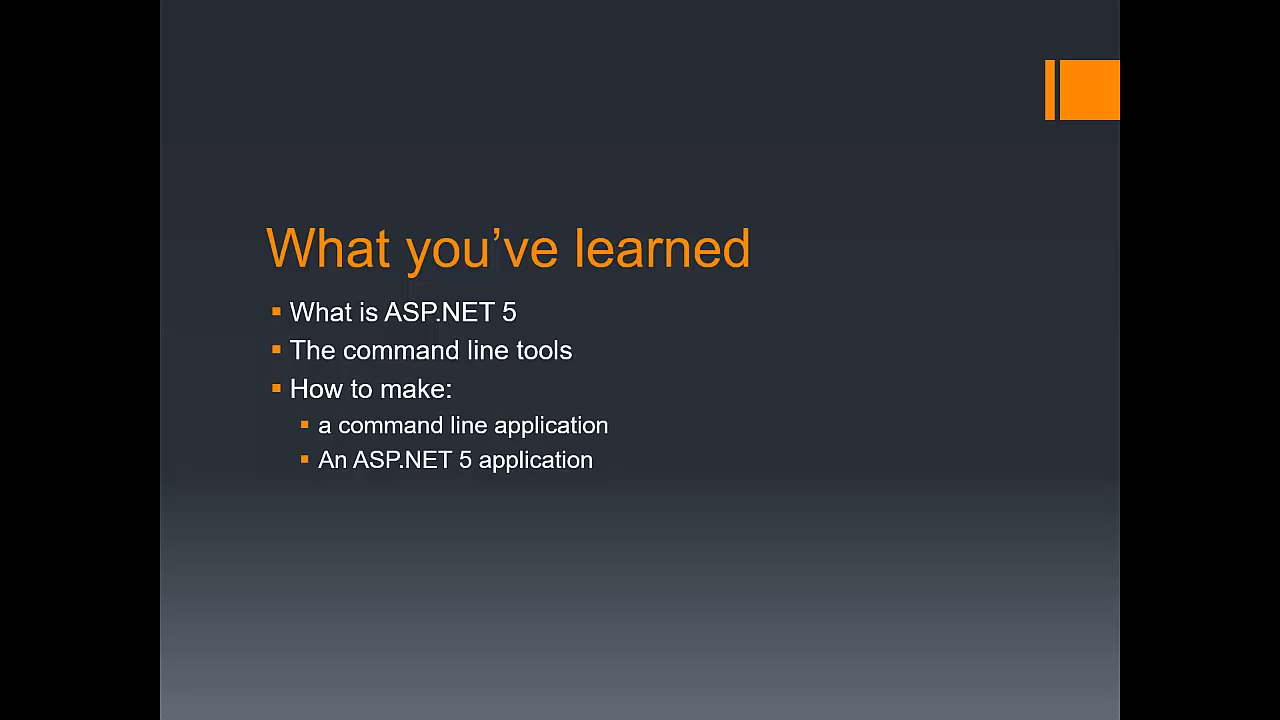 What you’ve learned
What is ASP.NET 5
The command line tools
How to make:
a command line application
An ASP.NET 5 application